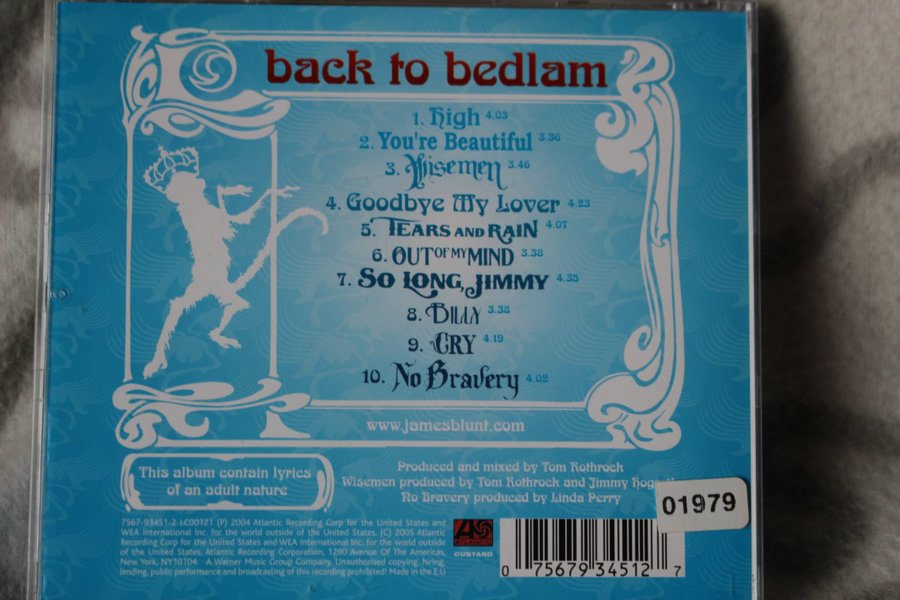 back to bedlam
1. High 4.03
2. You're Beautiful 3.36
3. Wisemen 3.46
4. Goodbye My Lover 4.23
5. TEARS AND RAIN 4.07
6. OUT OF MY MIND 3.38
7. SO LONG, JIMMY 4.35
8. BILLY 3.38
9. CRY 4.19
10. No Bravery 4.02
www.jamesblunt.com
This album contain lyrics
of an adult nature
Produced and mixed by Tom Rothrock
Wisemen produced by Tom Rothrock and Jimmy
No Bravery produced by Linda Perry
01979
7567-93451-2 LC00121 (P) 2004 Atlantic Recording Corp for the United States and
WEA International Inc. for the world outside of the United States. (C) 2005 Atlantic
Recording Corp for the United States and WEA International Inc. for the world outside
of the United States. Atlantic Recording Corporation, 1290 Avenue Of The Americas,
New York, NY10104. A Warner Music Group Company. Unauthorised copying, hiring,
lending, public performance and broadcasting of this recording prohibited! Made in the E.U
ATLANTIC
CUSTARD
0 75679 34512 7